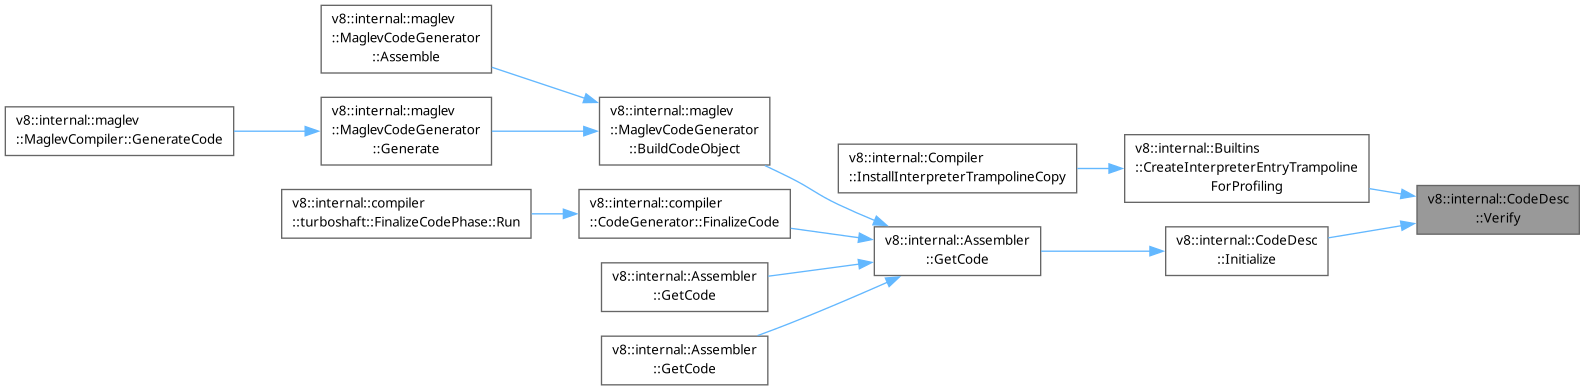 v8::internal::maglev
::MaglevCodeGenerator
::Assemble
v8::internal::maglev
::MaglevCompiler::GenerateCode
v8::internal::maglev
::MaglevCodeGenerator
::Generate
v8::internal::maglev
::MaglevCodeGenerator
::BuildCodeObject
v8::internal::Compiler
::InstallInterpreterTrampolineCopy
v8::internal::Builtins
::CreateInterpreterEntryTrampoline
ForProfiling
v8::internal::CodeDesc
::Verify
v8::internal::compiler
::turboshaft::FinalizeCodePhase::Run
v8::internal::compiler
::CodeGenerator::FinalizeCode
v8::internal::Assembler
::GetCode
v8::internal::CodeDesc
::Initialize
v8::internal::Assembler
::GetCode
v8::internal::Assembler
::GetCode